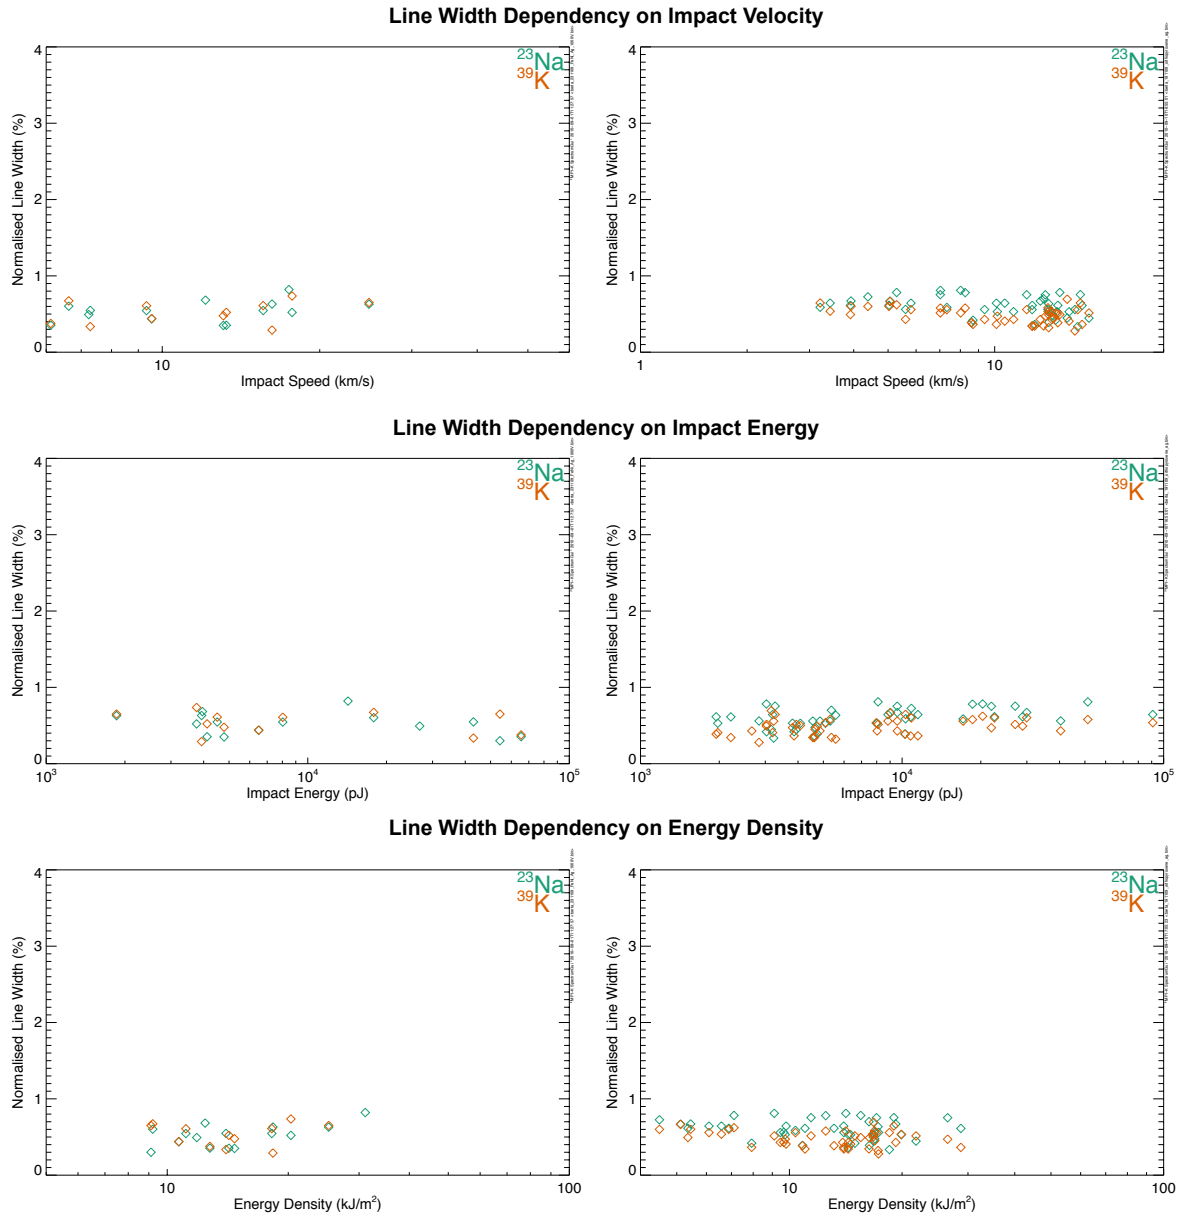 Line Width Dependency on Impact Velocity
4
3
2
1
0
Normalised Line Width (%)
23Na
39K
10
Impact Speed (km/s)
4
3
2
1
0
Normalised Line Width (%)
23Na
39K
1
10
Impact Speed (km/s)
Line Width Dependency on Impact Energy
4
3
2
1
0
Normalised Line Width (%)
23Na
39K
10^3
10^4
10^5
Impact Energy (pJ)
4
3
2
1
0
Normalised Line Width (%)
23Na
39K
10^3
10^4
10^5
Impact Energy (pJ)
Line Width Dependency on Energy Density
4
3
2
1
0
Normalised Line Width (%)
23Na
39K
10
100
Energy Density (kJ/m²)
4
3
2
1
0
Normalised Line Width (%)
23Na
39K
10
100
Energy Density (kJ/m²)